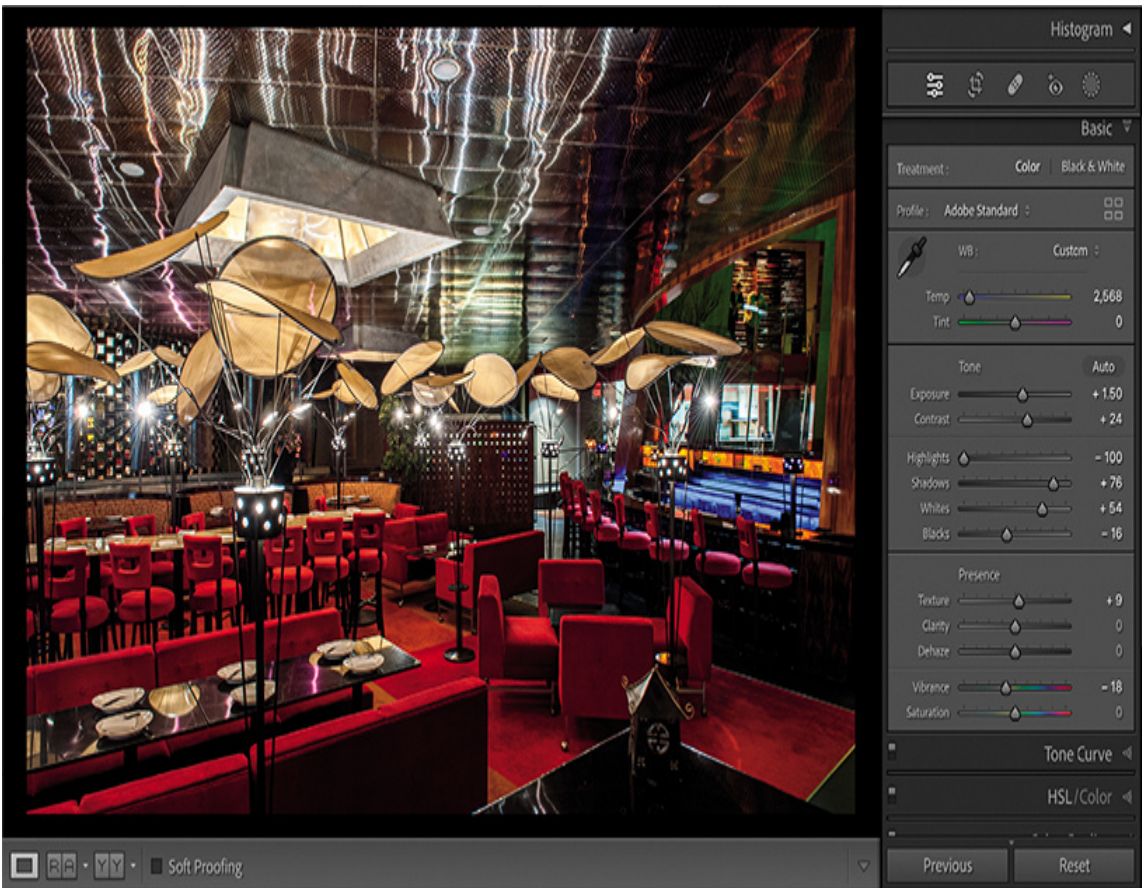 Histogram
Basic
Treatment : Color Black & White
Profile : Adobe Standard
WB : Custom
Temp 2,568
Tint 0
Tone Auto
Exposure + 1.50
Contrast + 24
Highlights - 100
Shadows + 76
Whites + 54
Blacks - 16
Presence
Texture + 9
Clarity 0
Dehaze 0
Vibrance - 18
Saturation 0
Tone Curve
HSL / Color
RA YY Soft Proofing
Previous Reset